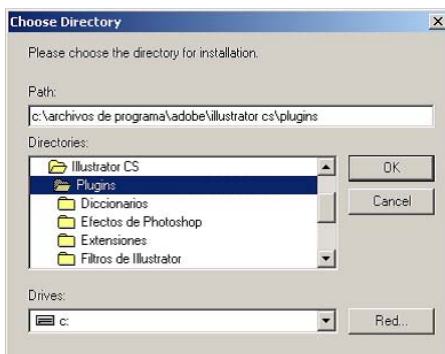 Choose Directory
Please choose the directory for installation.
Path:
c:\archivos de programa\adobe\illustrator cs\plugins
Directories:
Illustrator CS
Plugins
Diccionarios
Efectos de Photoshop
Extensiones
Filtros de Illustrator
OK
Cancel
Drives:
c:
Red...